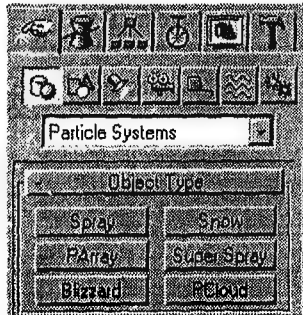 Particle Systems
- Object Type
Spray Snow
PArray Super Spray
Blizzard PCloud